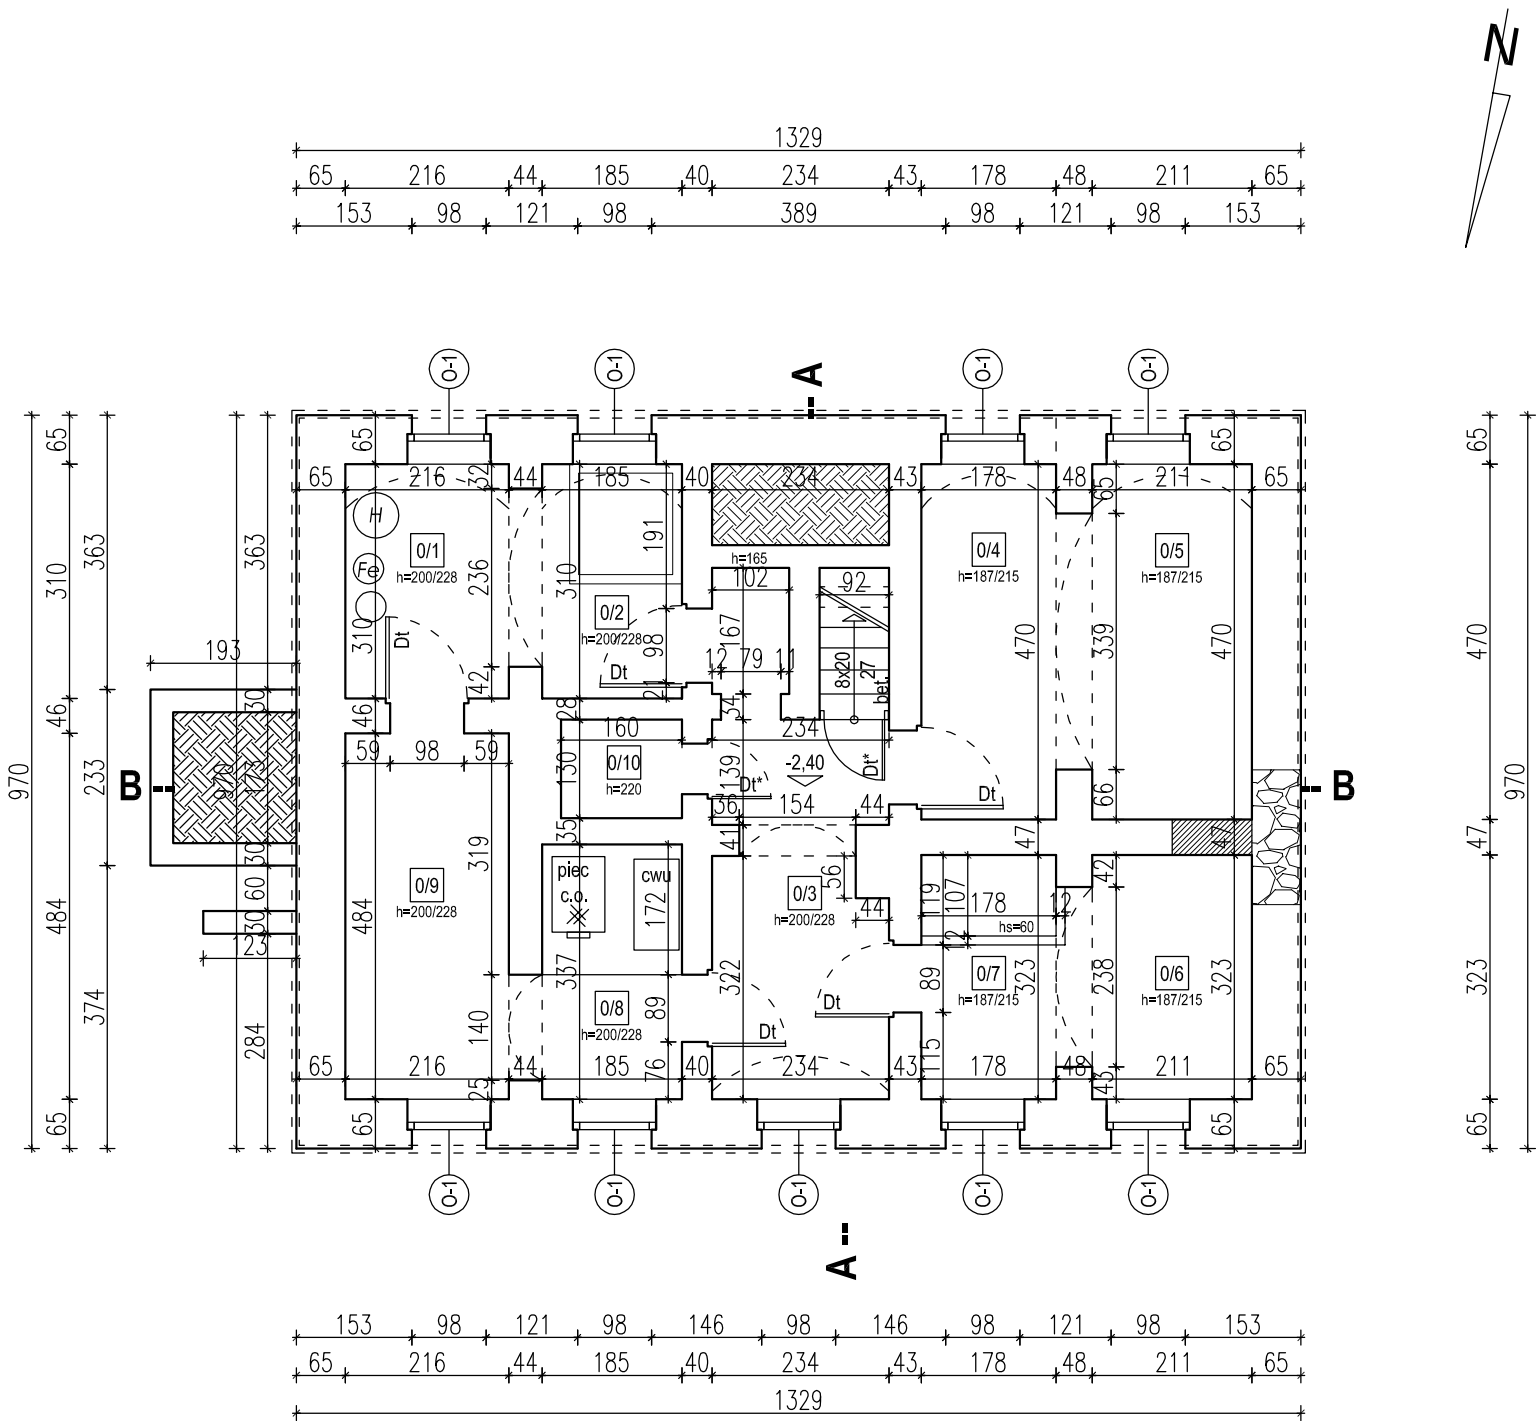 N
1329
65 216 44 185 40 234 43 178 48 211 65
153 98 121 98 389 98 121 98 153
O-1 O-1 O-1 O-1
A
65 65 65 65
65 216 32 44 185 40 234 43 178 48 65 211 65
H
0/1
h=200/228
Fe
236
310
191
h=165
102
92
0/4
h=187/215
0/5
h=187/215
363
310
363
310
0/2
h=200/228
98
167
470
339
470
470
193
Dt
42
Dt
21
12 79 11
8x20
27
bet.
30
46
46
28
34
59 98 59
160
234
970
233
970
173
B
130
0/10
h=220
139
-2,40
Dt*
Dt*
Dt
66
B
970
36 154 44
30
35
41
47
47
47
60
319
piec
c.o.
cwu
172
56
0/3
h=200/228
44
119
107
178
12
42
0/9
h=200/228
484
484
30
123
hs=60
12
337
322
89
0/7
h=187/215
323
238
0/6
h=187/215
323
323
374
284
140
0/8
h=200/228
89
Dt
Dt
76
115
65 216 44 185 40 234 43 178 48 211 65
25
43
65
65
65
65
O-1 O-1 O-1 O-1 O-1
A
153 98 121 98 146 98 146 98 121 98 153
65 216 44 185 40 234 43 178 48 211 65
1329